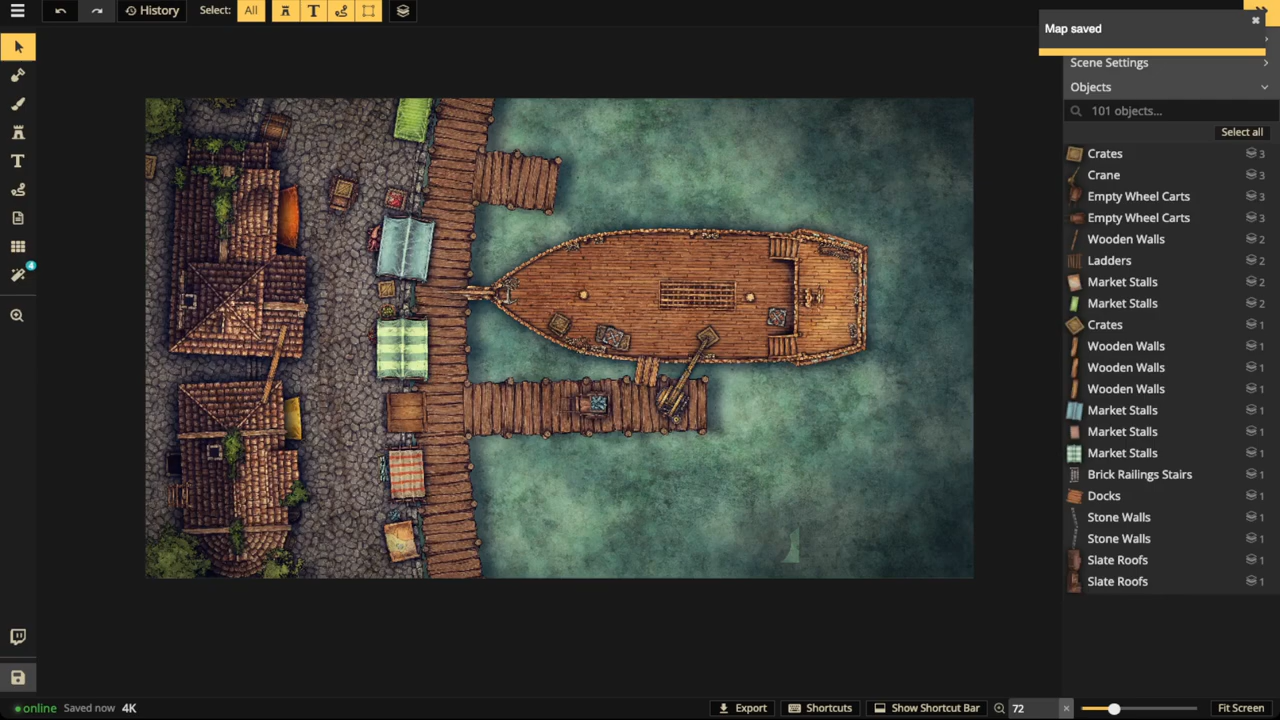 History
Select:
All
T
Map saved
Scene Settings
Objects
101 objects...
Select all
Crates 3
Crane 3
Empty Wheel Carts 3
Empty Wheel Carts 3
Wooden Walls 2
Ladders 2
Market Stalls 2
Market Stalls 2
Crates 1
Wooden Walls 1
Wooden Walls 1
Wooden Walls 1
Market Stalls 1
Market Stalls 1
Market Stalls 1
Brick Railings Stairs 1
Docks 1
Stone Walls 1
Stone Walls 1
Slate Roofs 1
Slate Roofs 1
T
4
online Saved now 4K
Export
Shortcuts
Show Shortcut Bar
72
Fit Screen